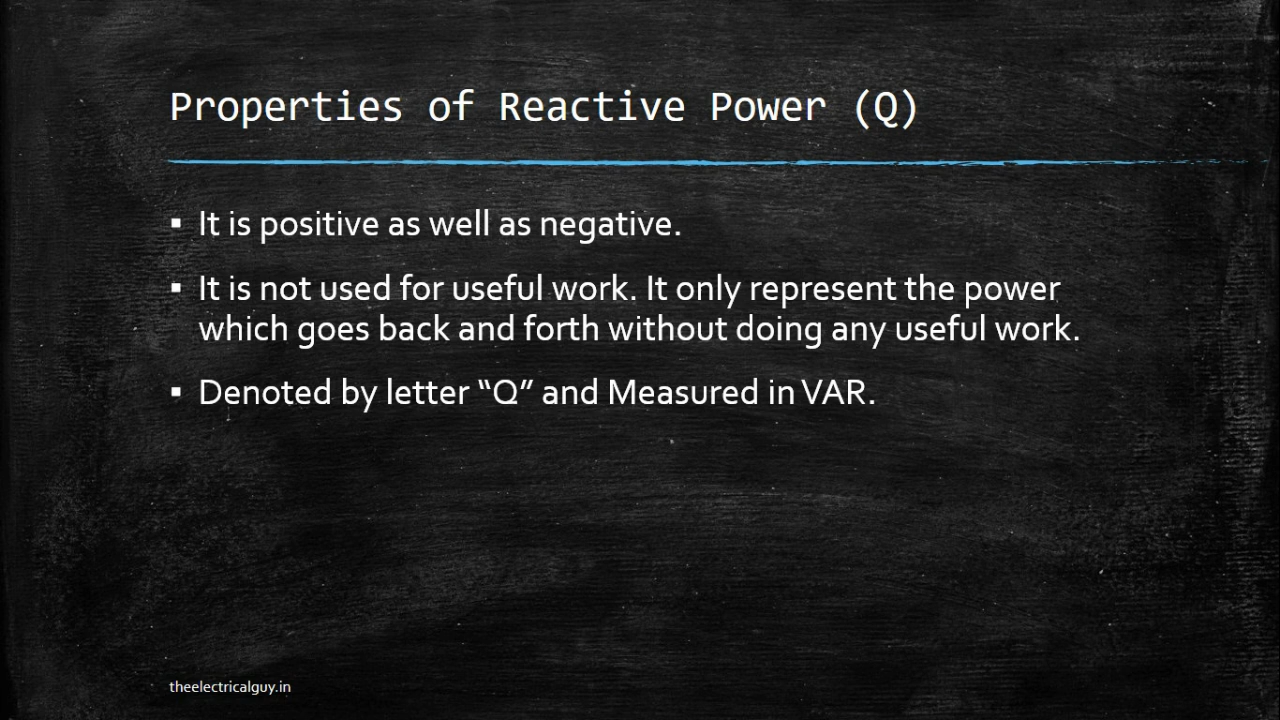 Properties of Reactive Power (Q)
▪ It is positive as well as negative.
▪ It is not used for useful work. It only represent the power
which goes back and forth without doing any useful work.
▪ Denoted by letter “Q” and Measured in VAR.
theelectricalguy.in